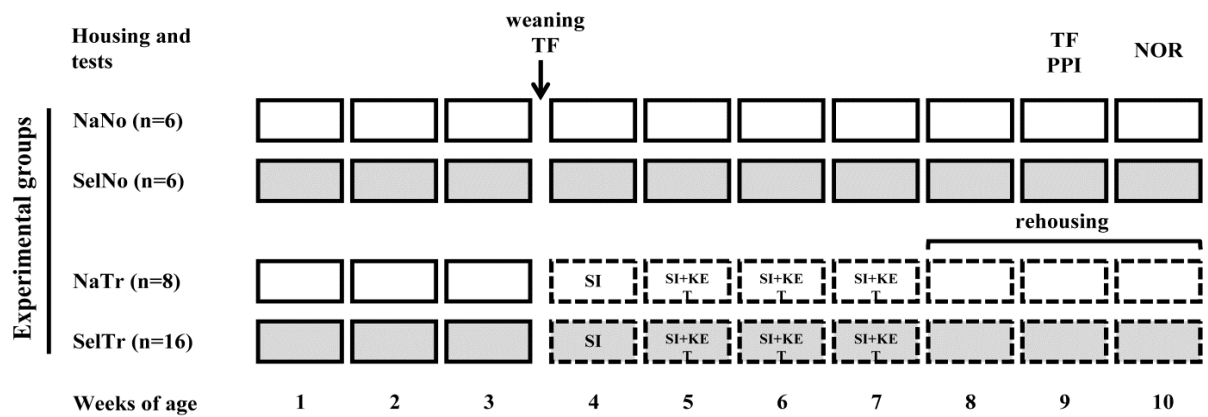 Housing and
tests
weaning
TF
TF
PPI
NOR
Experimental groups
NaNo (n=6)
SelNo (n=6)
rehousing
NaTr (n=8)
SI
SI+KE
T
SI+KE
T
SI+KE
T
SelTr (n=16)
SI
SI+KE
T
SI+KE
T
SI+KE
T
Weeks of age 1 2 3 4 5 6 7 8 9 10